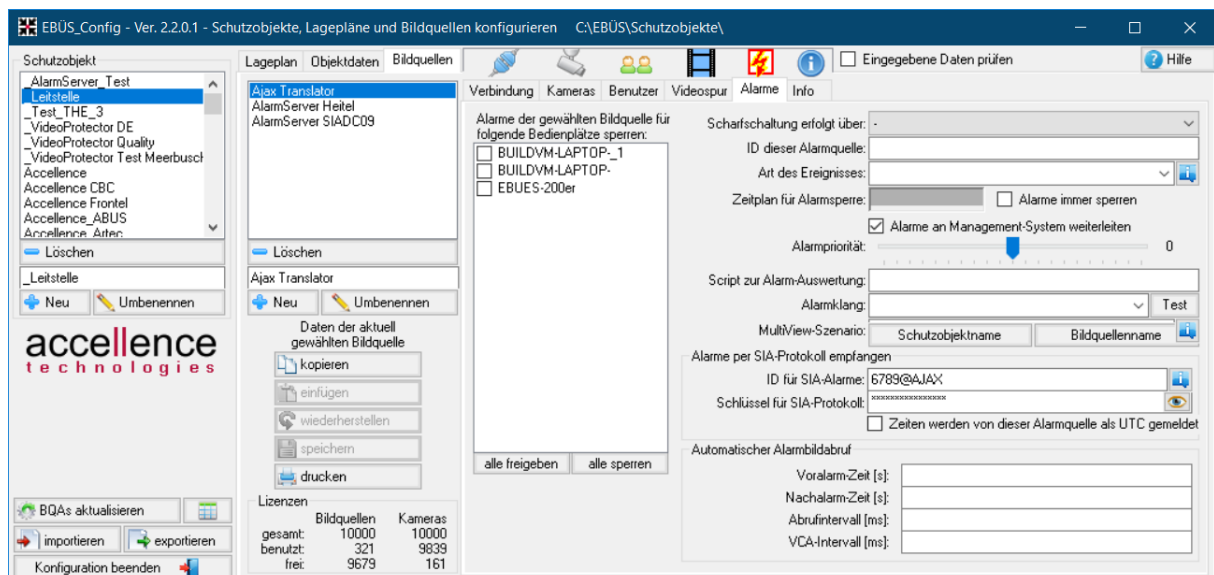 EBÜS_Config - Ver. 2.2.0.1 - Schutzobjekte, Lagepläne und Bildquellen konfigurieren C:\EBÜS\Schutzobjekte\
Schutzobjekt
_AlarmServer_Test
_Leitstelle
_Test_THE_3
_VideoProtector DE
_VideoProtector Quality
_VideoProtector Test Meerbusch
Accellence
Accellence CBC
Accellence Frontel
Accellence_ABUS
Accellence_Artec
Löschen
_Leitstelle
Neu Umbenennen
accellence
technologies
BQAs aktualisieren
importieren exportieren
Konfiguration beenden
Lageplan Objektdaten Bildquellen
Ajax Translator
AlarmServer Heitel
AlarmServer SIADC09
Löschen
Ajax Translator
Neu Umbenennen
Daten der aktuell
gewählten Bildquelle
kopieren
einfügen
wiederherstellen
speichern
drucken
Lizenzen
Bildquellen Kameras
gesamt: 10000 10000
benutzt: 321 9839
frei: 9679 161
Eingegebene Daten prüfen
Hilfe
Verbindung Kameras Benutzer Videospur Alarme Info
Alarme der gewählten Bildquelle für
folgende Bedienplätze sperren:
BUILDVM-LAPTOP-_1
BUILDVM-LAPTOP-
EBUES-200er
alle freigeben alle sperren
Scharfschaltung erfolgt über: -
ID dieser Alarmquelle:
Art des Ereignisses:
Zeitplan für Alarmsperre: Alarme immer sperren
Alarme an Management-System weiterleiten
Alarmpriorität: 0
Script zur Alarm-Auswertung:
Alarmklang: Test
MultiView-Szenario: Schutzobjektname Bildquellenname
Alarme per SIA-Protokoll empfangen
ID für SIA-Alarme: 6789@AJAX
Schlüssel für SIA-Protokoll: ****************
Zeiten werden von dieser Alarmquelle als UTC gemeldet
Automatischer Alarmbildabruf
Voralarm-Zeit [s]:
Nachalarm-Zeit [s]:
Abrufintervall [ms]:
VCA-Intervall [ms]: